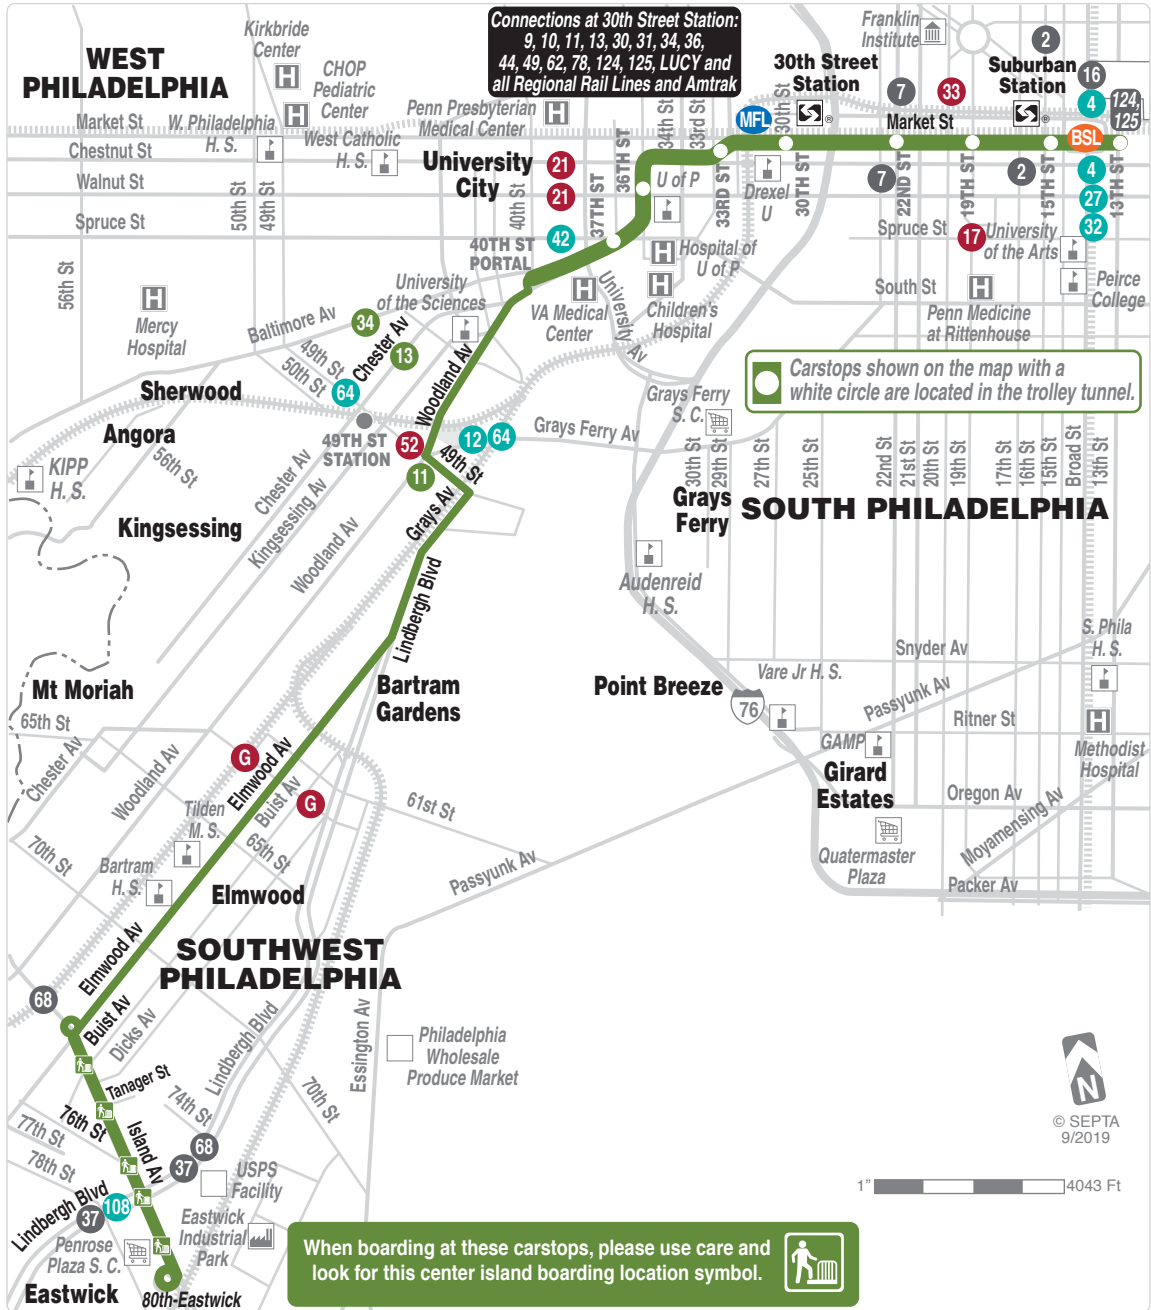 Connections at 30th Street Station:
9, 10, 11, 13, 30, 31, 34, 36,
44, 49, 62, 78, 124, 125, LUCY and
all Regional Rail Lines and Amtrak
Kirkbride
Center
WEST
PHILADELPHIA
CHOP
Pediatric
Center
Franklin
Institute
2
30th Street
Station
Suburban
Station
16
7
33
4
124,
125
Market St
W. Philadelphia
H. S.
Penn Presbyterian
Medical Center
West Catholic
H. S.
34th St
33rd St
MFL
30th St
Market St
BSL
Chestnut St
University
City
21
36TH ST
Walnut St
21
37TH ST
U of P
33RD ST
Drexel
U
30TH ST
7
22ND ST
19TH ST
2
15TH ST
4
27
13TH ST
50th St
49th St
40th St
Spruce St
42
40TH ST
PORTAL
Hospital of
U of P
Spruce St
17
University
of the Arts
32
56th St
University
of the Sciences
University Av
South St
Peirce
College
Mercy
Hospital
Baltimore Av
34
Chester Av
13
VA Medical
Center
Children's
Hospital
Penn Medicine
at Rittenhouse
49th St
50th St
64
Woodland Av
Carstops shown on the map with a
white circle are located in the trolley tunnel.
Sherwood
Angora
49TH ST
STATION
52
12
64
Grays Ferry Av
Grays Ferry
S. C.
KIPP
H. S.
56th St
11
49th St
Chester Av
Kingsessing Av
Woodland Av
Grays Av
30th St
29th St
27th St
25th St
22nd St
21st St
20th St
19th St
17th St
16th St
15th St
Broad St
13th St
Kingsessing
Grays
Ferry
SOUTH PHILADELPHIA
Lindbergh Blvd
Audenreid
H. S.
S. Phila
H. S.
Snyder Av
Mt Moriah
Bartram
Gardens
Point Breeze
Vare Jr H. S.
76
Passyunk Av
Ritner St
65th St
Chester Av
Woodland Av
G
Elmwood Av
Buist Av
G
GAMP
Girard
Estates
Methodist
Hospital
Oregon Av
61st St
Tilden
M. S.
65th St
Moyamensing Av
70th St
Bartram
H. S.
Quatermaster
Plaza
Passyunk Av
Packer Av
Elmwood
Elmwood Av
SOUTHWEST
PHILADELPHIA
68
Buist Av
Dicks Av
Lindbergh Blvd
Essington Av
Philadelphia
Wholesale
Produce Market
Tanager St
74th St
70th St
76th St
77th St
78th St
Island Av
N
© SEPTA
9/2019
68
37
USPS
Facility
1"
4043 Ft
Lindbergh Blvd
108
37
Penrose
Plaza S. C.
Eastwick
Industrial
Park
When boarding at these carstops, please use care and
look for this center island boarding location symbol.
Eastwick
80th-Eastwick